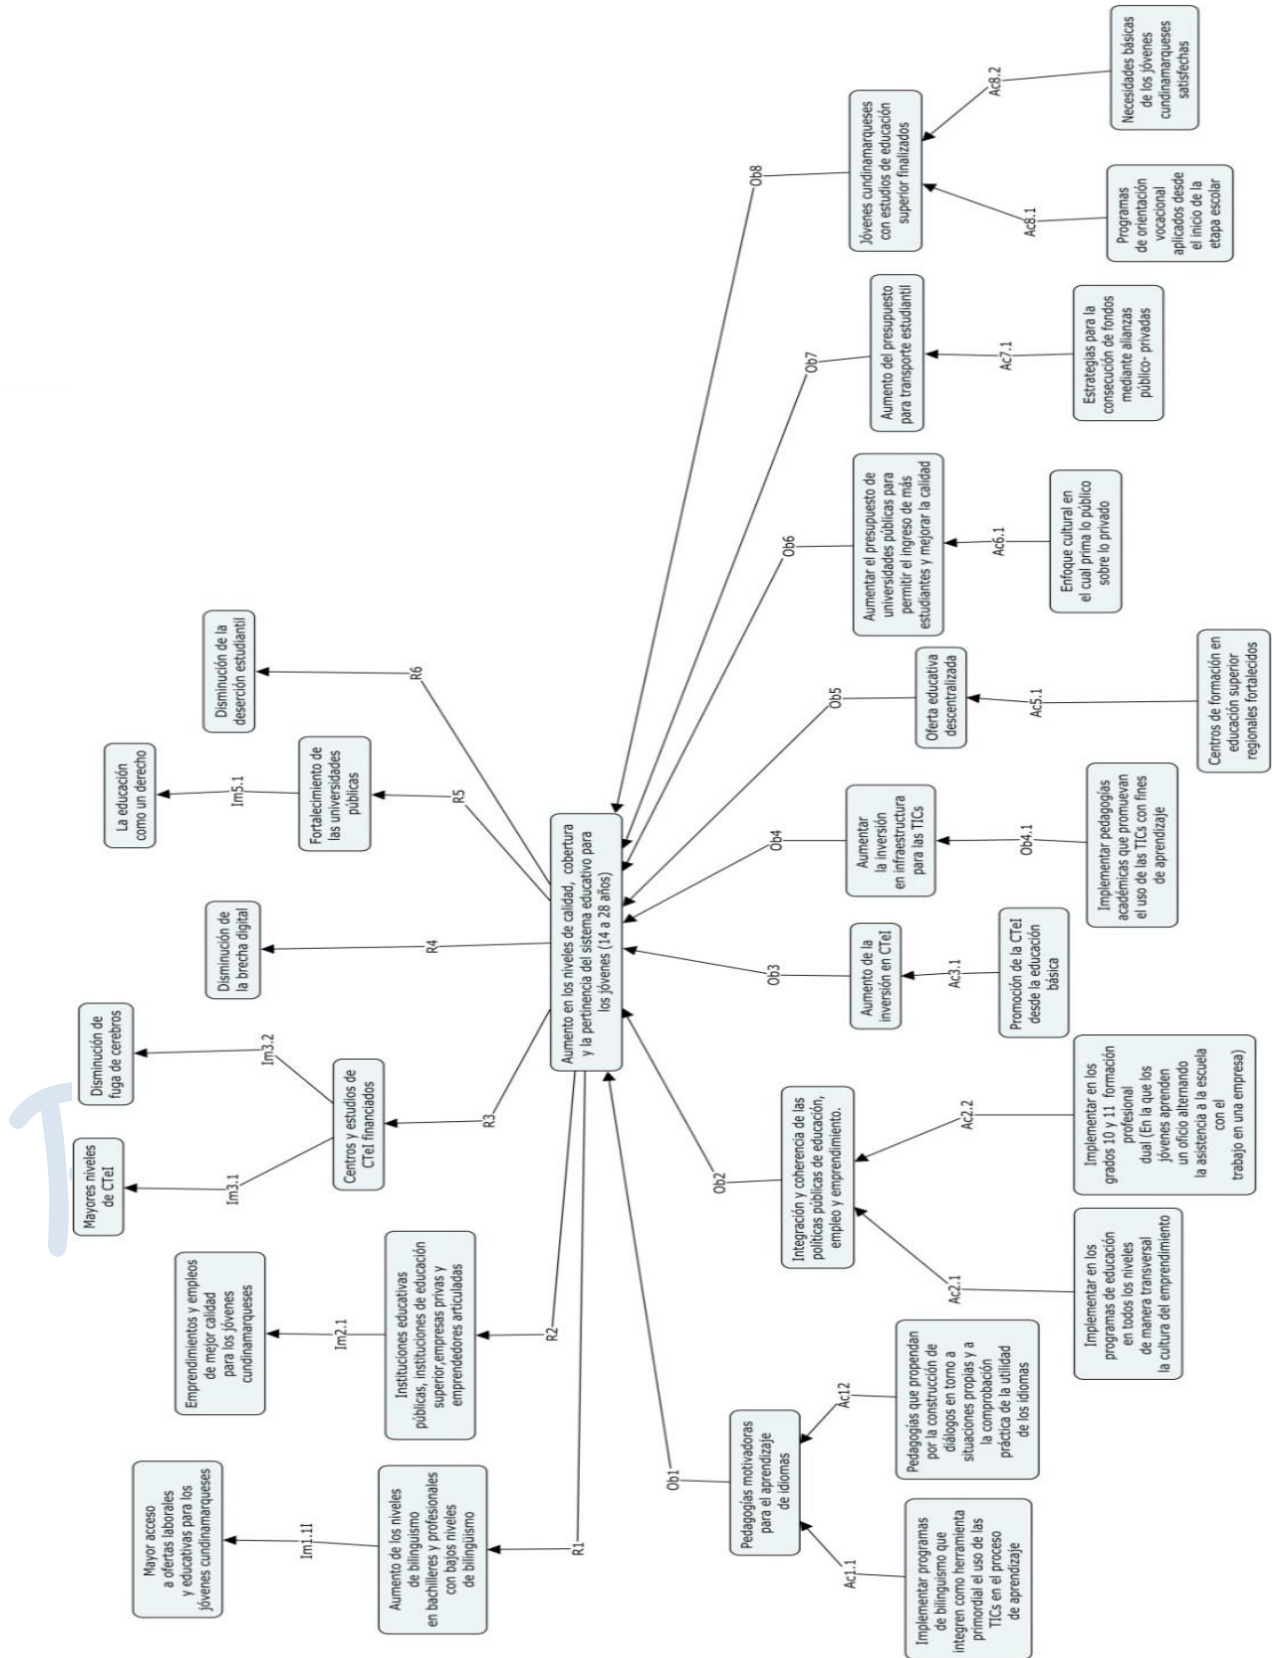 Mayor acceso
a ofertas laborales
y educativas para los
jóvenes cundinamarqueses
Emprendimientos y empleos
de mejor calidad
para los jóvenes
cundinamarqueses
Mayores niveles
de CTeI
Disminución de
fuga de cerebros
Disminución de
la brecha digital
La educación
como un derecho
Disminución de la
deserción estudiantil
Im1.1I
Im2.1
Im3.1
Im3.2
Im5.1
Aumento de los niveles
de bilinguismo
en bachilleres y profesionales
con bajos niveles
de bilingüismo
Instituciones educativas
públicas, instituciones de educación
superior,empresas privas y
emprendedores articuladas
Centros y estudios de
CTeI financiados
Fortalecimiento de
las universidades
públicas
R1
R2
R3
R4
R5
R6
Aumento en los niveles de calidad, cobertura
y la pertinencia del sistema educativo para
los jóvenes (14 a 28 años)
Ob1
Ob2
Ob3
Ob4
Ob5
Ob6
Ob7
Ob8
Pedagogías motivadoras
para el aprendizaje
de idiomas
Integración y coherencia de las
políticas públicas de educación,
empleo y emprendimiento.
Aumento de la
inversión en CTeI
Aumentar
la inversión
en infraestructura
para las TICs
Oferta educativa
descentralizada
Aumentar el presupuesto de
universidades públicas para
permitir el ingreso de más
estudiantes y mejorar la calidad
Aumento del presupuesto
para transporte estudiantil
Jóvenes cundinamarqueses
con estudios de educación
superior finalizados
Ac1.1
Ac12
Ac2.1
Ac2.2
Ac3.1
Ob4.1
Ac5.1
Ac6.1
Ac7.1
Ac8.1
Ac8.2
Implementar programas
de bilinguismo que
integren como herramienta
primordial el uso de las
TICs en el proceso
de aprendizaje
Pedagogías que propendan
por la construcción de
diálogos en torno a
situaciones propias y a
la comprobación
práctica de la utilidad
de los idiomas
Implementar en los
programas de educación
en todos los niveles
de manera transversal
la cultura del emprendimiento
Implementar en los
grados 10 y 11 formación
profesional
dual (En la que los
jóvenes aprenden
un oficio alternando
la asistencia a la escuela
con el
trabajo en una empresa)
Promoción de la CTeI
desde la educación
básica
Implementar pedagogías
académicas que promuevan
el uso de las TICs con fines
de aprendizaje
Centros de formación en
educación superior
regionales fortalecidos
Enfoque cultural en
el cual prima lo público
sobre lo privado
Estrategias para la
consecución de fondos
mediante alianzas
público- privadas
Programas
de orientación
vocacional
aplicados desde
el inicio de la
etapa escolar
Necesidades básicas
de los jóvenes
cundinamarqueses
satisfechas